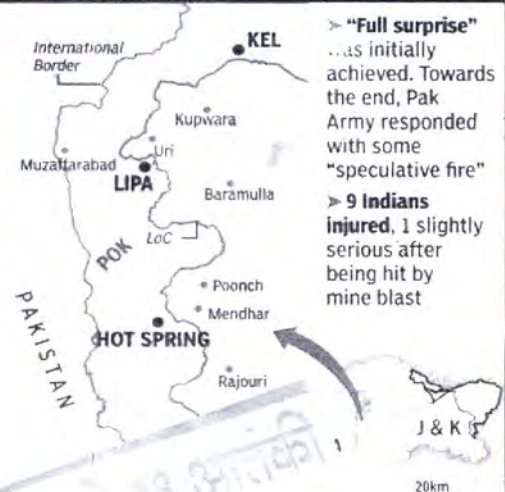 International
Border
KEL
Kupwara
Uri
Muzaffarabad
LIPA
Baramulla
LoC
POK
Poonch
Mendhar
PAKISTAN
HOT SPRING
Rajouri
J & K
20km
➤ "Full surprise"
was initially
achieved. Towards
the end, Pak
Army responded
with some
"speculative fire"
➤ 9 Indians
injured, 1 slightly
serious after
being hit by
mine blast